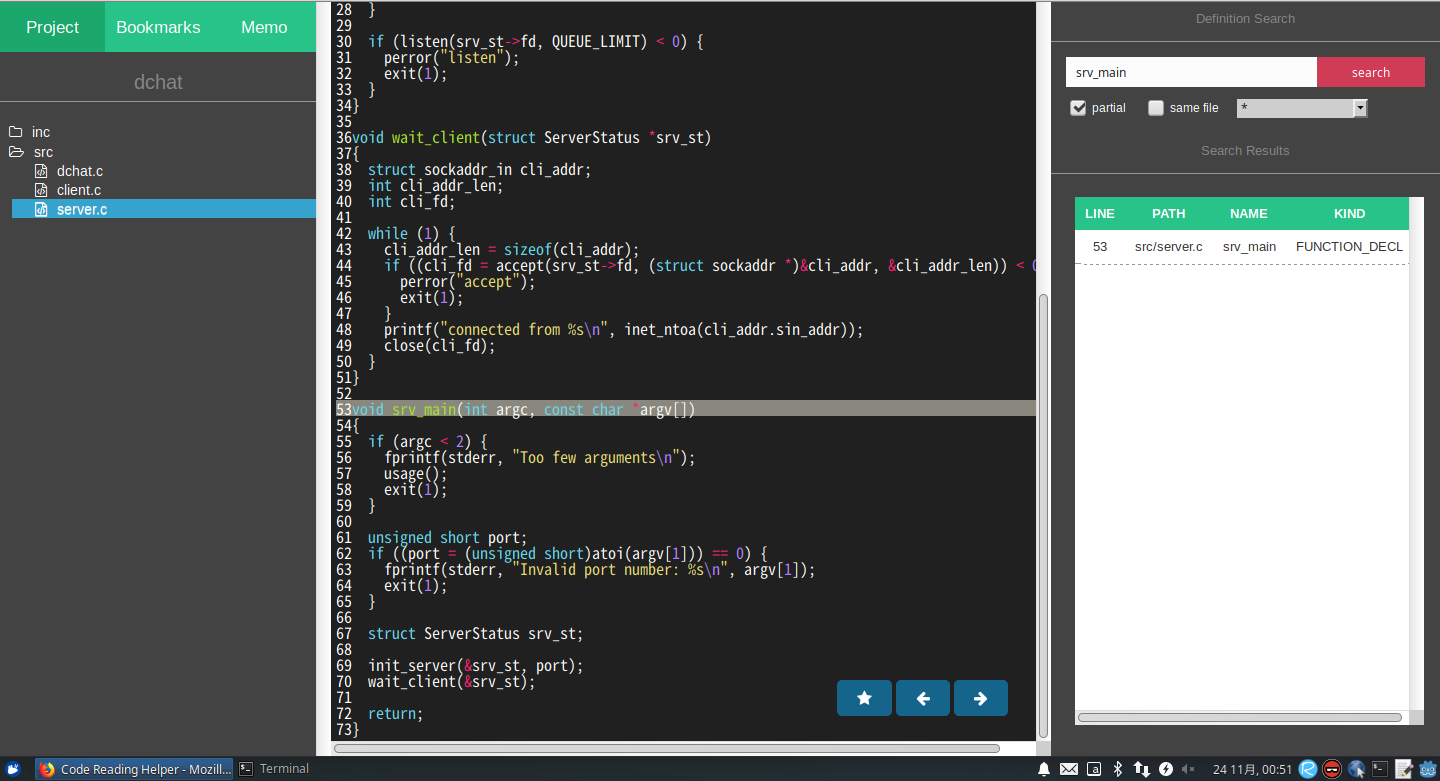 Project Bookmarks Memo
dchat
inc
src
dchat.c
client.c
server.c
28 }
29
30 if (listen(srv_st->fd, QUEUE_LIMIT) < 0) {
31 perror("listen");
32 exit(1);
33 }
34}
35
36void wait_client(struct ServerStatus *srv_st)
37{
38 struct sockaddr_in cli_addr;
39 int cli_addr_len;
40 int cli_fd;
41
42 while (1) {
43 cli_addr_len = sizeof(cli_addr);
44 if ((cli_fd = accept(srv_st->fd, (struct sockaddr *)&cli_addr, &cli_addr_len)) < 0
45 perror("accept");
46 exit(1);
47 }
48 printf("connected from %s\n", inet_ntoa(cli_addr.sin_addr));
49 close(cli_fd);
50 }
51}
52
53void srv_main(int argc, const char *argv[])
54{
55 if (argc < 2) {
56 fprintf(stderr, "Too few arguments\n");
57 usage();
58 exit(1);
59 }
60
61 unsigned short port;
62 if ((port = (unsigned short)atoi(argv[1])) == 0) {
63 fprintf(stderr, "Invalid port number: %s\n", argv[1]);
64 exit(1);
65 }
66
67 struct ServerStatus srv_st;
68
69 init_server(&srv_st, port);
70 wait_client(&srv_st);
71
72 return;
73}
Definition Search
srv_main search
partial same file *
Search Results
LINE PATH NAME KIND
53 src/server.c srv_main FUNCTION_DECL
Code Reading Helper - Mozill... Terminal
a 24 11月, 00:51